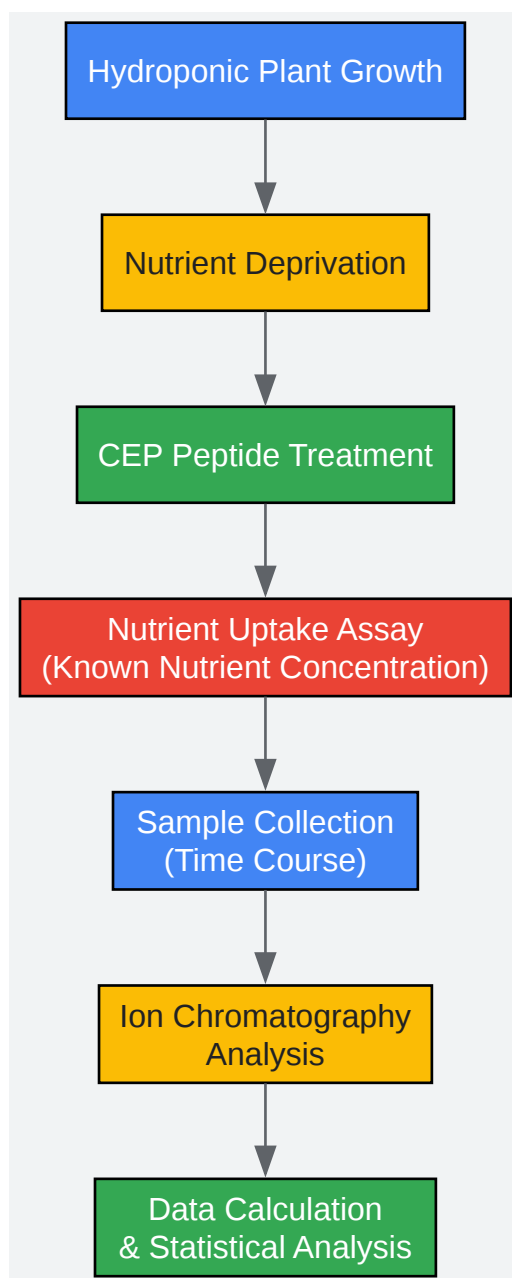 Hydroponic Plant Growth
Nutrient Deprivation
CEP Peptide Treatment
Nutrient Uptake Assay
(Known Nutrient Concentration)
Sample Collection
(Time Course)
Ion Chromatography
Analysis
Data Calculation
& Statistical Analysis